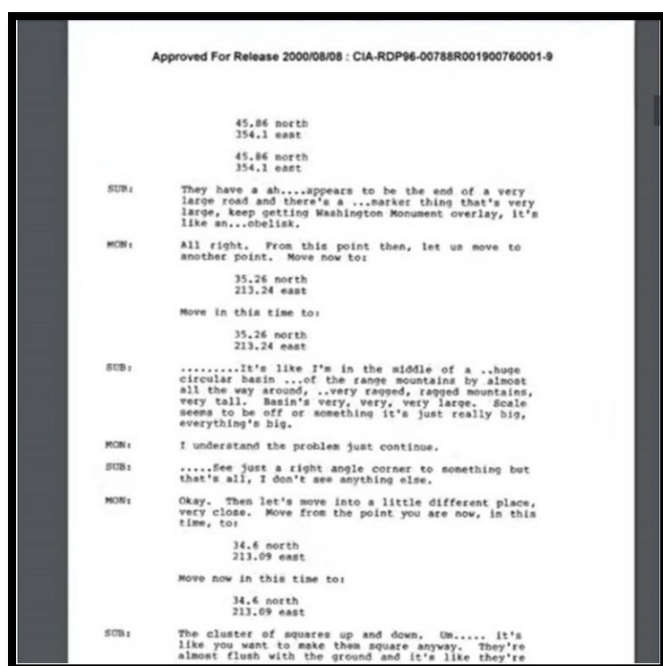 Approved For Release 2000/08/08 : CIA-RDP96-00788R001900760001-9
45.86 north
354.1 east
45.86 north
354.1 east
SUB: They have a ah....appears to be the end of a very
large road and there's a ...marker thing that's very
large, keep getting Washington Monument overlay, it's
like an...obelisk.
MON: All right. From this point then, let us move to
another point. Move now to:
35.26 north
213.24 east
Move in this time to:
35.26 north
213.24 east
SUB: .........It's like I'm in the middle of a ..huge
circular basin ...of the range mountains by almost
all the way around, ..very ragged, ragged mountains,
very tall. Basin's very, very, very large. Scale
seems to be off or something it's just really big,
everything's big.
MON: I understand the problem just continue.
SUB: .....See just a right angle corner to something but
that's all, I don't see anything else.
MON: Okay. Then let's move into a little different place,
very close. Move from the point you are now, in this
time, to:
34.6 north
213.09 east
Move now in this time to:
34.6 north
213.09 east
SUB: The cluster of squares up and down. Um..... it's
like you want to make them square anyway. They're
almost flush with the ground and it's like they're